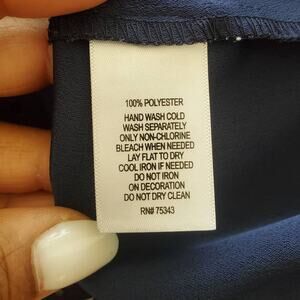 100% POLYESTER
HAND WASH COLD
WASH SEPARATELY
ONLY NON-CHLORINE
BLEACH WHEN NEEDED
LAY FLAT TO DRY
COOL IRON IF NEEDED
DO NOT IRON
ON DECORATION
DO NOT DRY CLEAN
RN# 75343